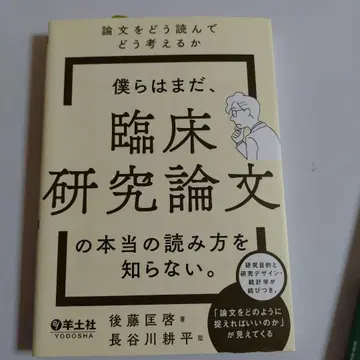 論文をどう読んで
どう考えるか
僕らはまだ、
臨床
研究論文
の本当の読み方を
知らない。
研究目的と
研究デザイン・
統計学が
結びつき、
「論文をどのように
捉えればいいのか」
が見えてくる
羊土社
YODOSHA
後藤匡啓 著
長谷川耕平 監